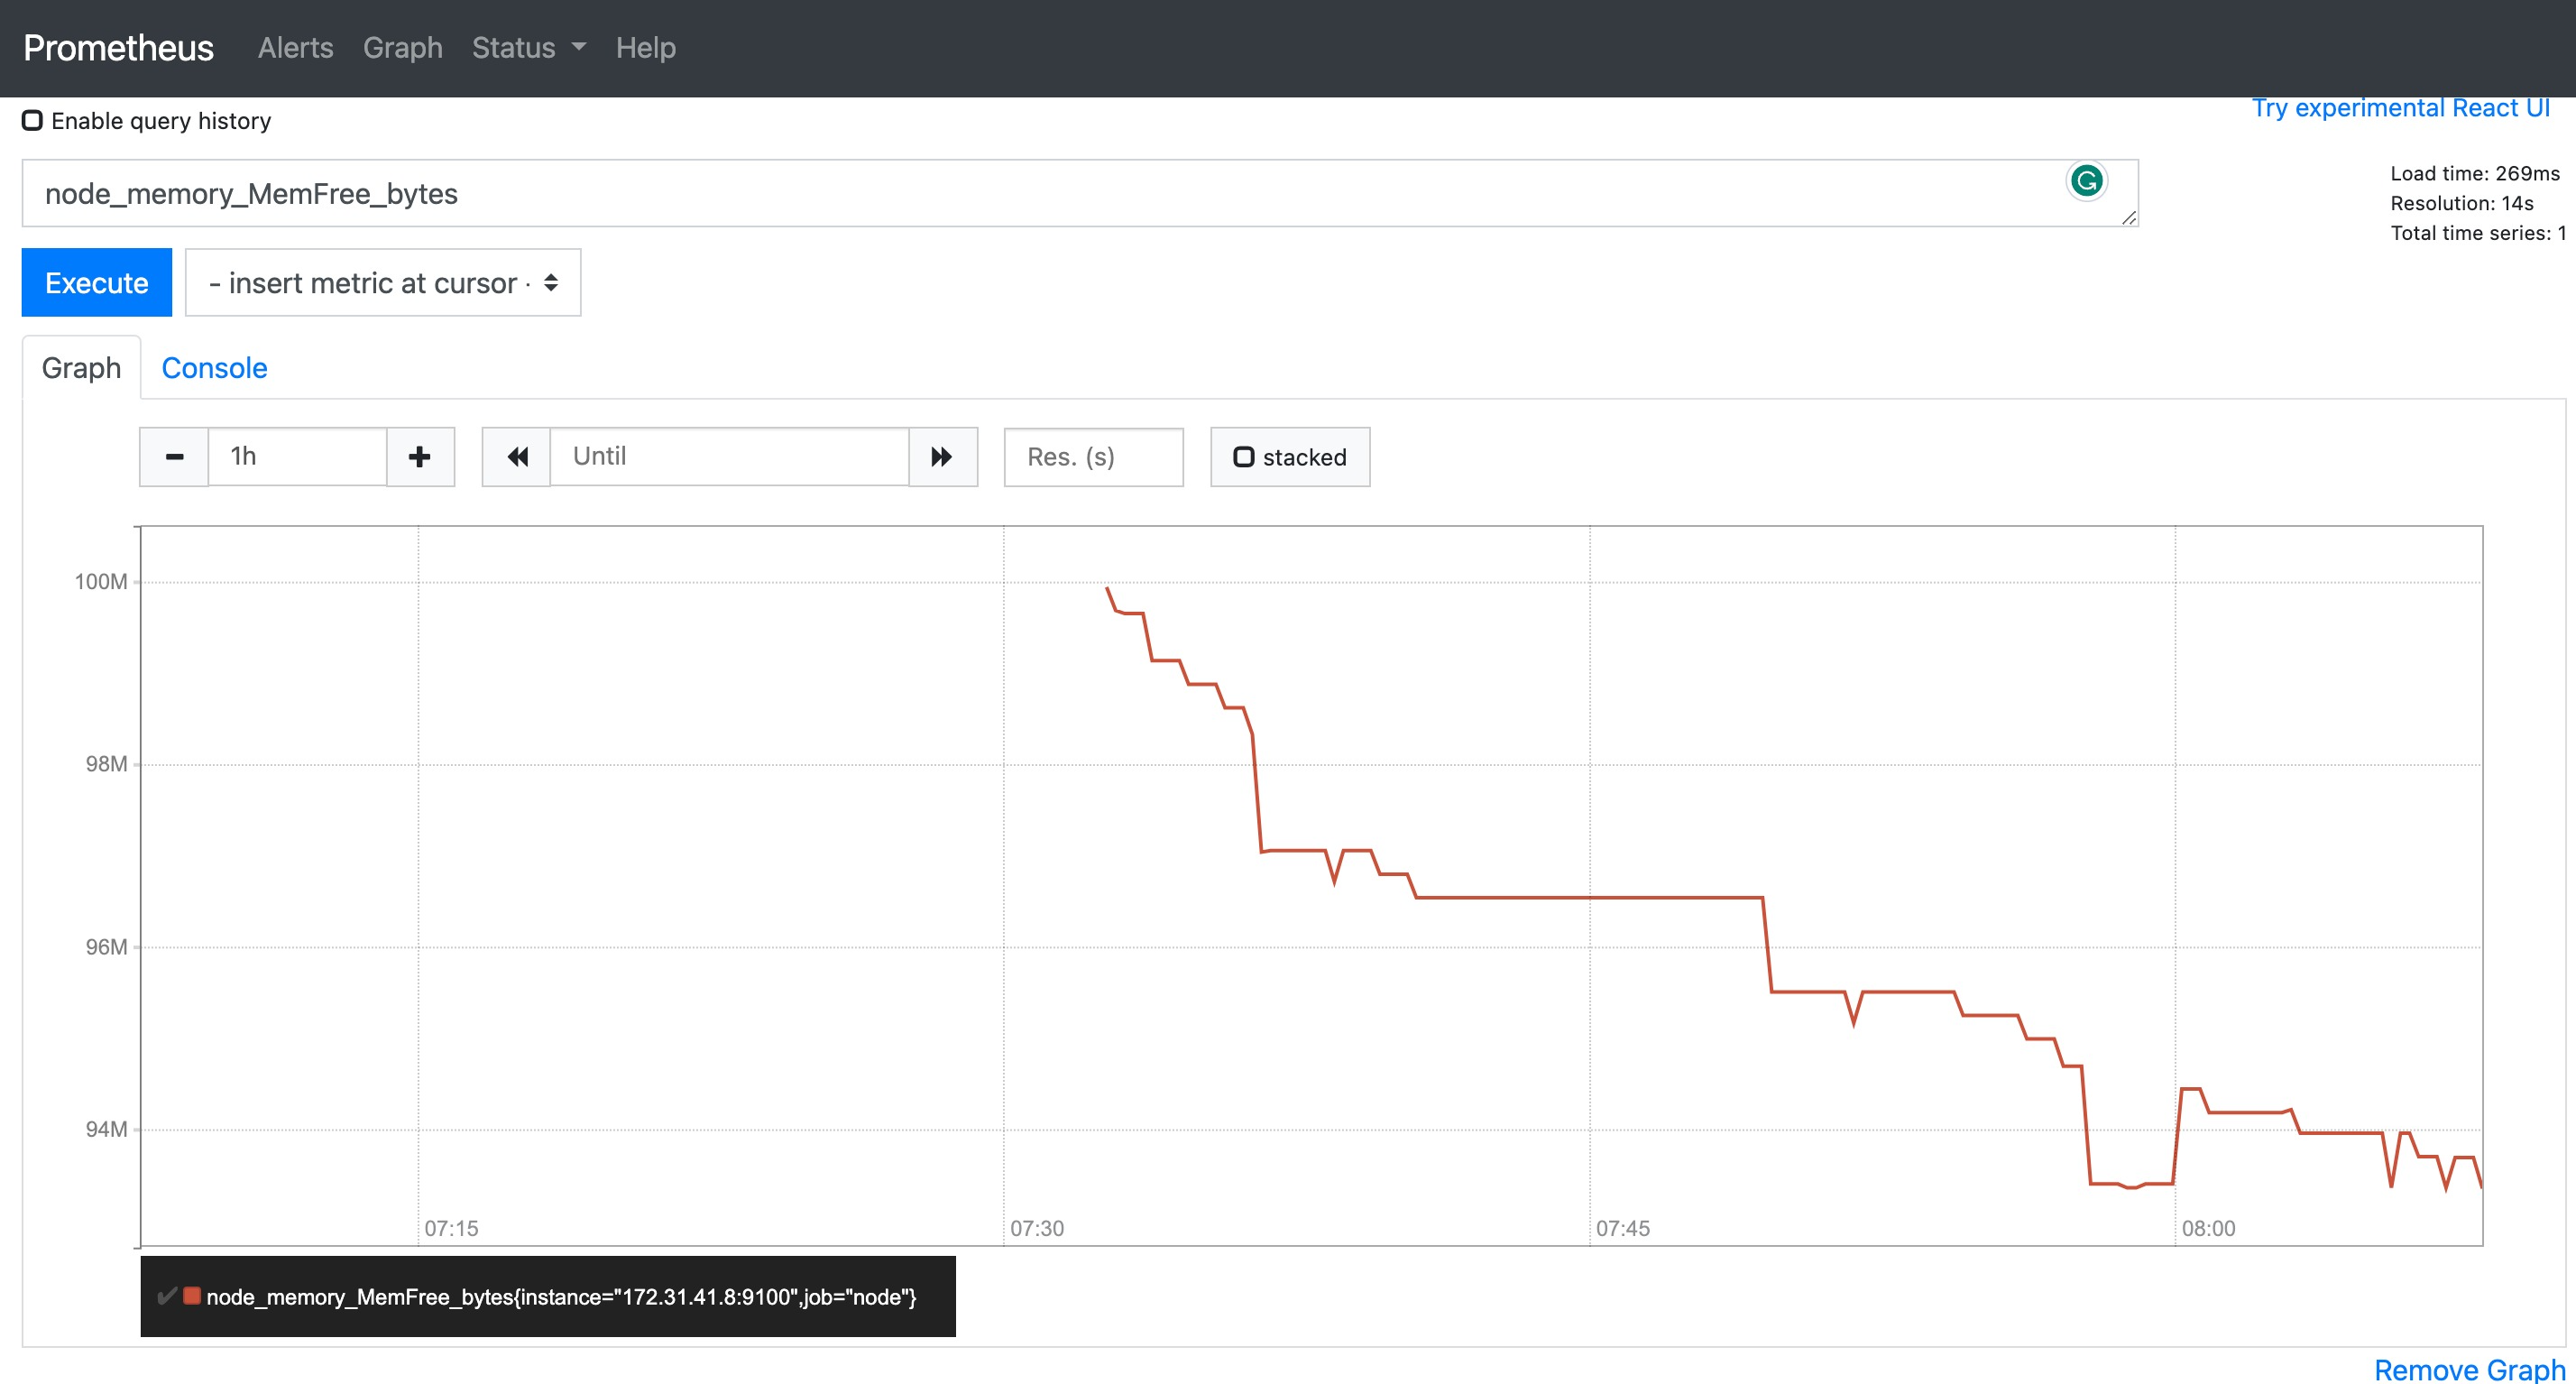 Prometheus Alerts Graph Status Help
Enable query history
Try experimental React UI
node_memory_MemFree_bytes
Load time: 269ms
Resolution: 14s
Total time series: 1
Execute
- insert metric at cursor -
Graph Console
1h
Until
Res. (s)
stacked
100M
98M
96M
94M
07:15 07:30 07:45 08:00
node_memory_MemFree_bytes{instance="172.31.41.8:9100",job="node"}
Remove Graph